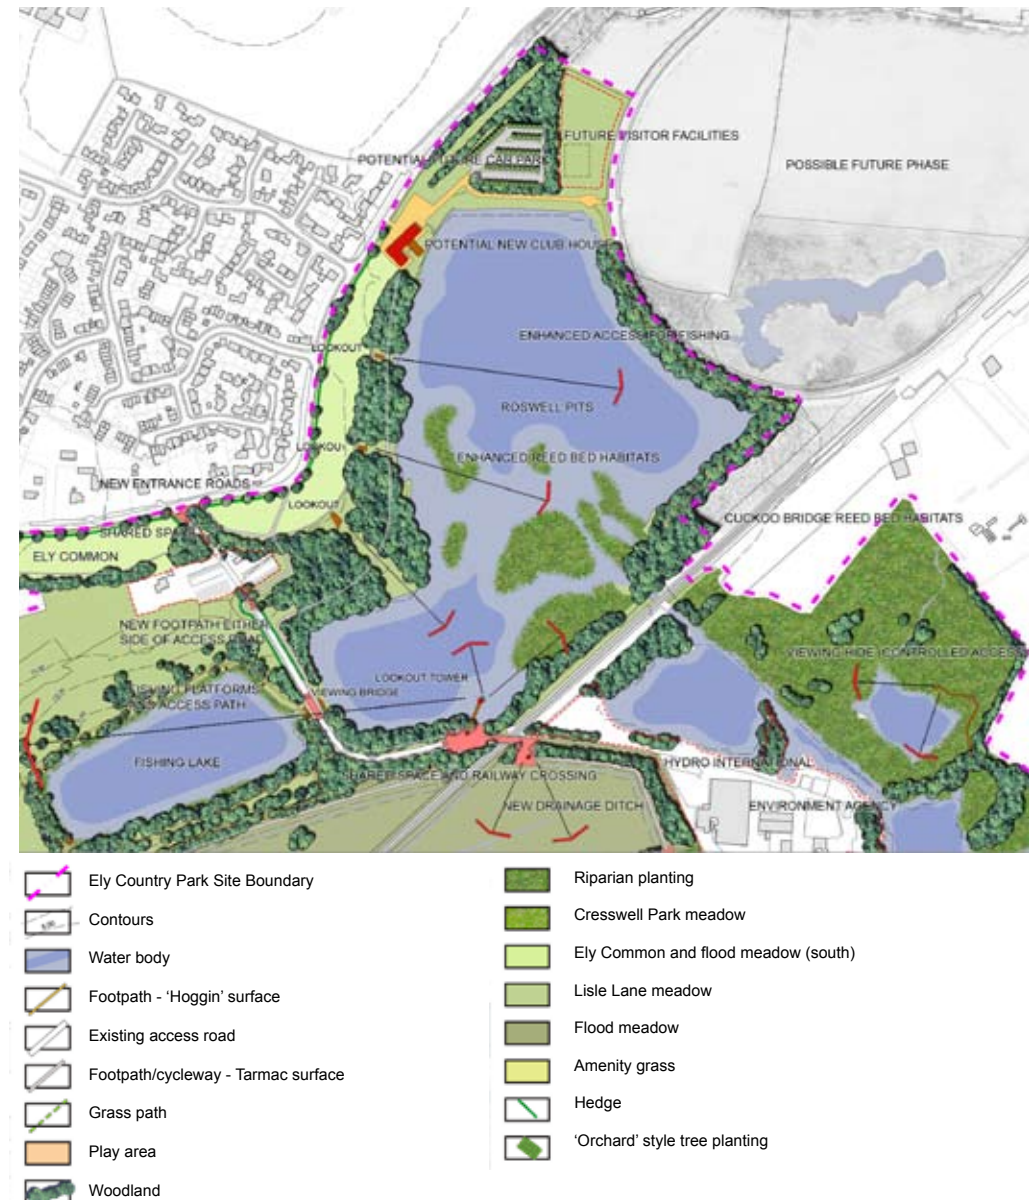 FUTURE VISITOR FACILITIES
POTENTIAL FUTURE CAR PARK
POSSIBLE FUTURE PHASE
POTENTIAL NEW CLUB HOUSE
ENHANCED ACCESS FOR FISHING
LOOKOUT
ROSWELL PITS
LOOKOUT
ENHANCED REED BED HABITATS
NEW ENTRANCE ROADS
LOOKOUT
CUCKOO BRIDGE REED BED HABITATS
SHARED SPACE
ELY COMMON
NEW FOOTPATH EITHER
SIDE OF ACCESS ROAD
VIEWING HIDE (CONTROLLED ACCESS)
LOOKOUT TOWER
FISHING PLATFORMS
AND ACCESS PATH
VIEWING BRIDGE
FISHING LAKE
HYDRO INTERNATIONAL
SHARED SPACE AND RAILWAY CROSSING
NEW DRAINAGE DITCH
ENVIRONMENT AGENCY
Ely Country Park Site Boundary
Contours
Water body
Footpath - ‘Hoggin’ surface
Existing access road
Footpath/cycleway - Tarmac surface
Grass path
Play area
Woodland
Riparian planting
Cresswell Park meadow
Ely Common and flood meadow (south)
Lisle Lane meadow
Flood meadow
Amenity grass
Hedge
‘Orchard’ style tree planting